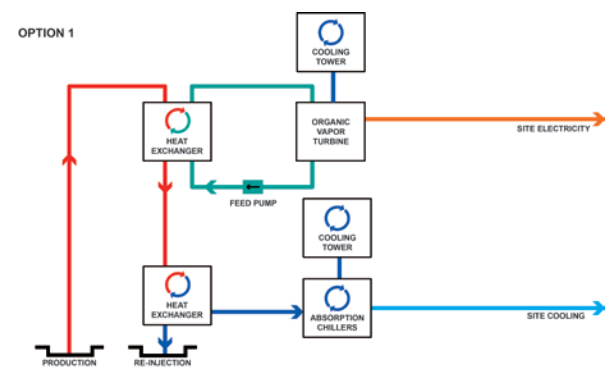 OPTION 1
COOLING
TOWER
HEAT
EXCHANGER
ORGANIC
VAPOR
TURBINE
SITE ELECTRICITY
FEED PUMP
COOLING
TOWER
HEAT
EXCHANGER
ABSORPTION
CHILLERS
SITE COOLING
PRODUCTION
RE-INJECTION